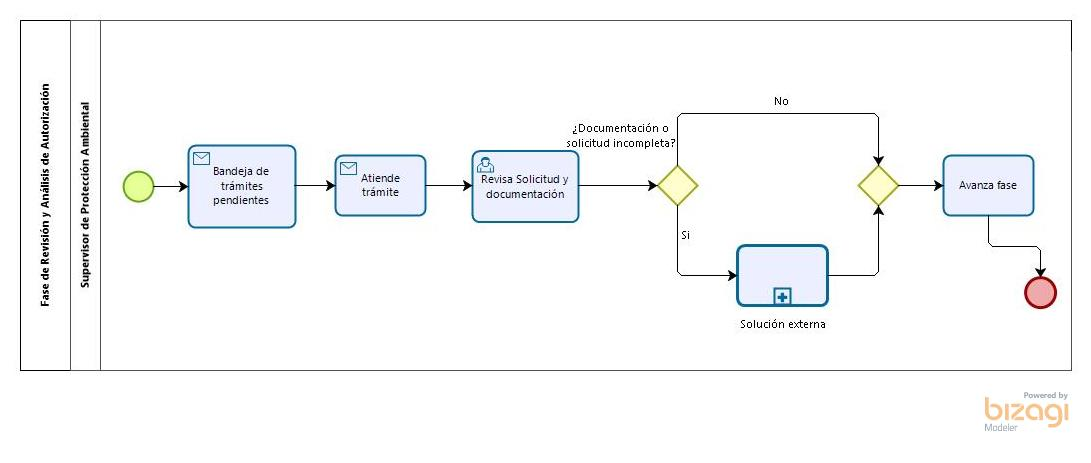 Fase de Revisión y Análisis de Autorización
Supervisor de Protección Ambiental
Bandeja de
trámites
pendientes
Atiende
trámite
Revisa Solicitud y
documentación
¿Documentación o
solicitud incompleta?
No
Si
Solución externa
Avanza fase
Powered by
bizagi
Modeler